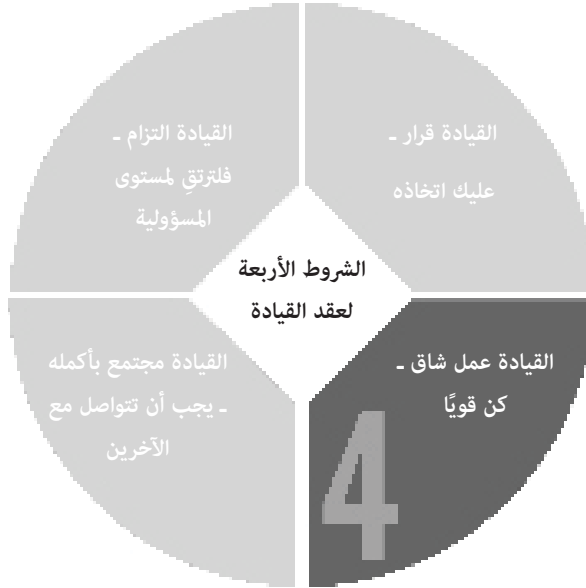 القيادة قرار ـ
عليك اتخاذه
القيادة التزام ـ
فلترتقِ لمستوى
المسؤولية
الشروط الأربعة
لعقد القيادة
القيادة عمل شاق ـ
كن قويًا
4
القيادة مجتمع بأكمله
ـ يجب أن تتواصل مع
الآخرين